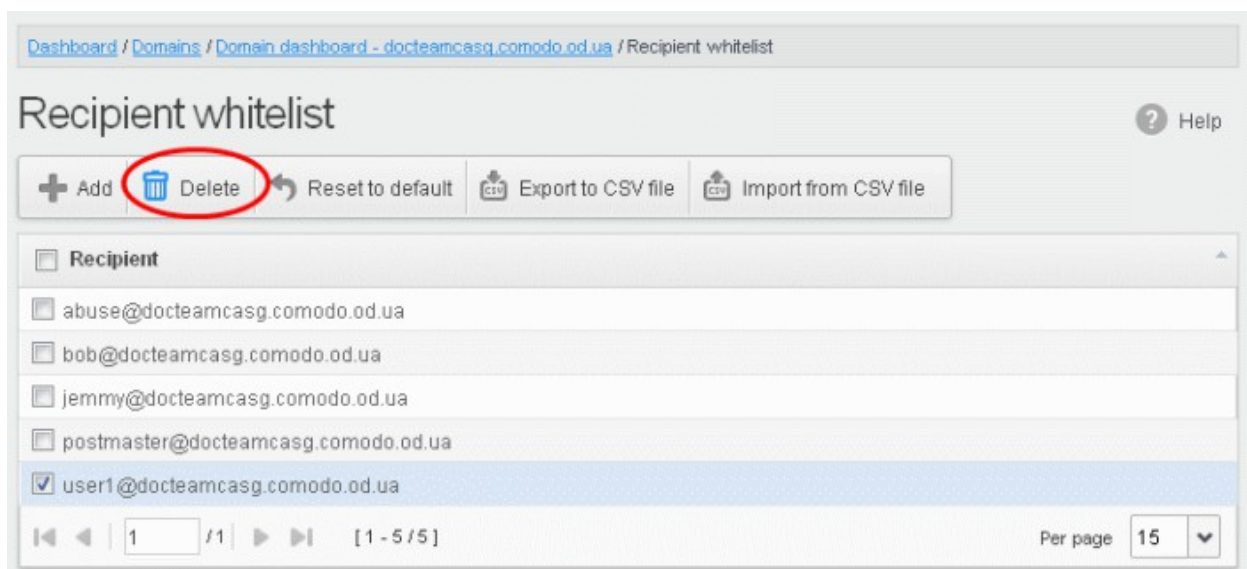 Dashboard / Domains / Domain dashboard - docteamcasg.comodo.od.ua / Recipient whitelist
Recipient whitelist
Help
Add Delete Reset to default Export to CSV file Import from CSV file
Recipient
abuse@docteamcasg.comodo.od.ua
bob@docteamcasg.comodo.od.ua
jemmy@docteamcasg.comodo.od.ua
postmaster@docteamcasg.comodo.od.ua
user1@docteamcasg.comodo.od.ua
1 /1 [1 - 5 / 5] Per page 15